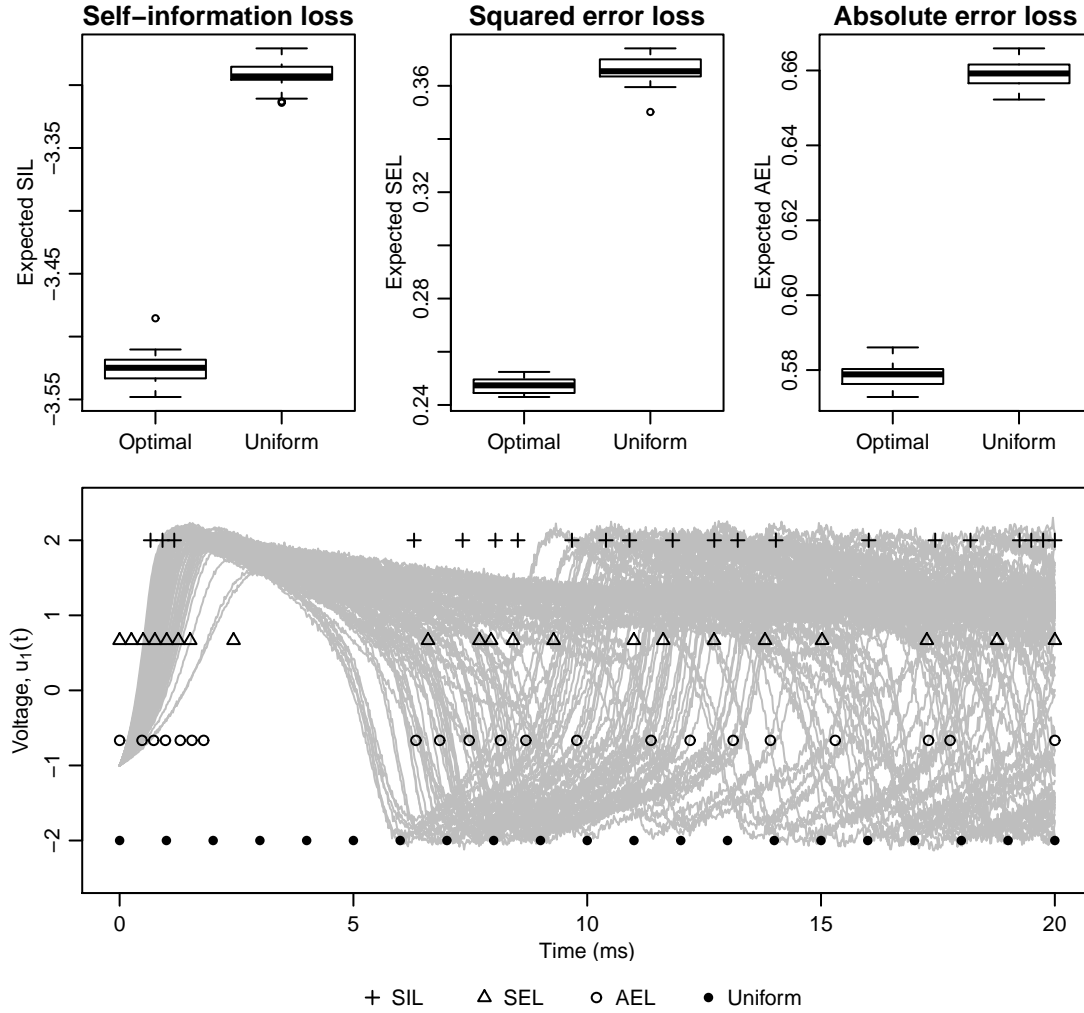 Self−information loss
Squared error loss
Absolute error loss
Expected SIL
−3.35
−3.45
−3.55
Optimal
Uniform
Expected SEL
0.36
0.32
0.28
0.24
Optimal
Uniform
Expected AEL
0.66
0.64
0.62
0.60
0.58
Optimal
Uniform
Voltage, u₁(t)
2
1
0
−1
−2
0
5
10
15
20
Time (ms)
SIL
SEL
AEL
Uniform